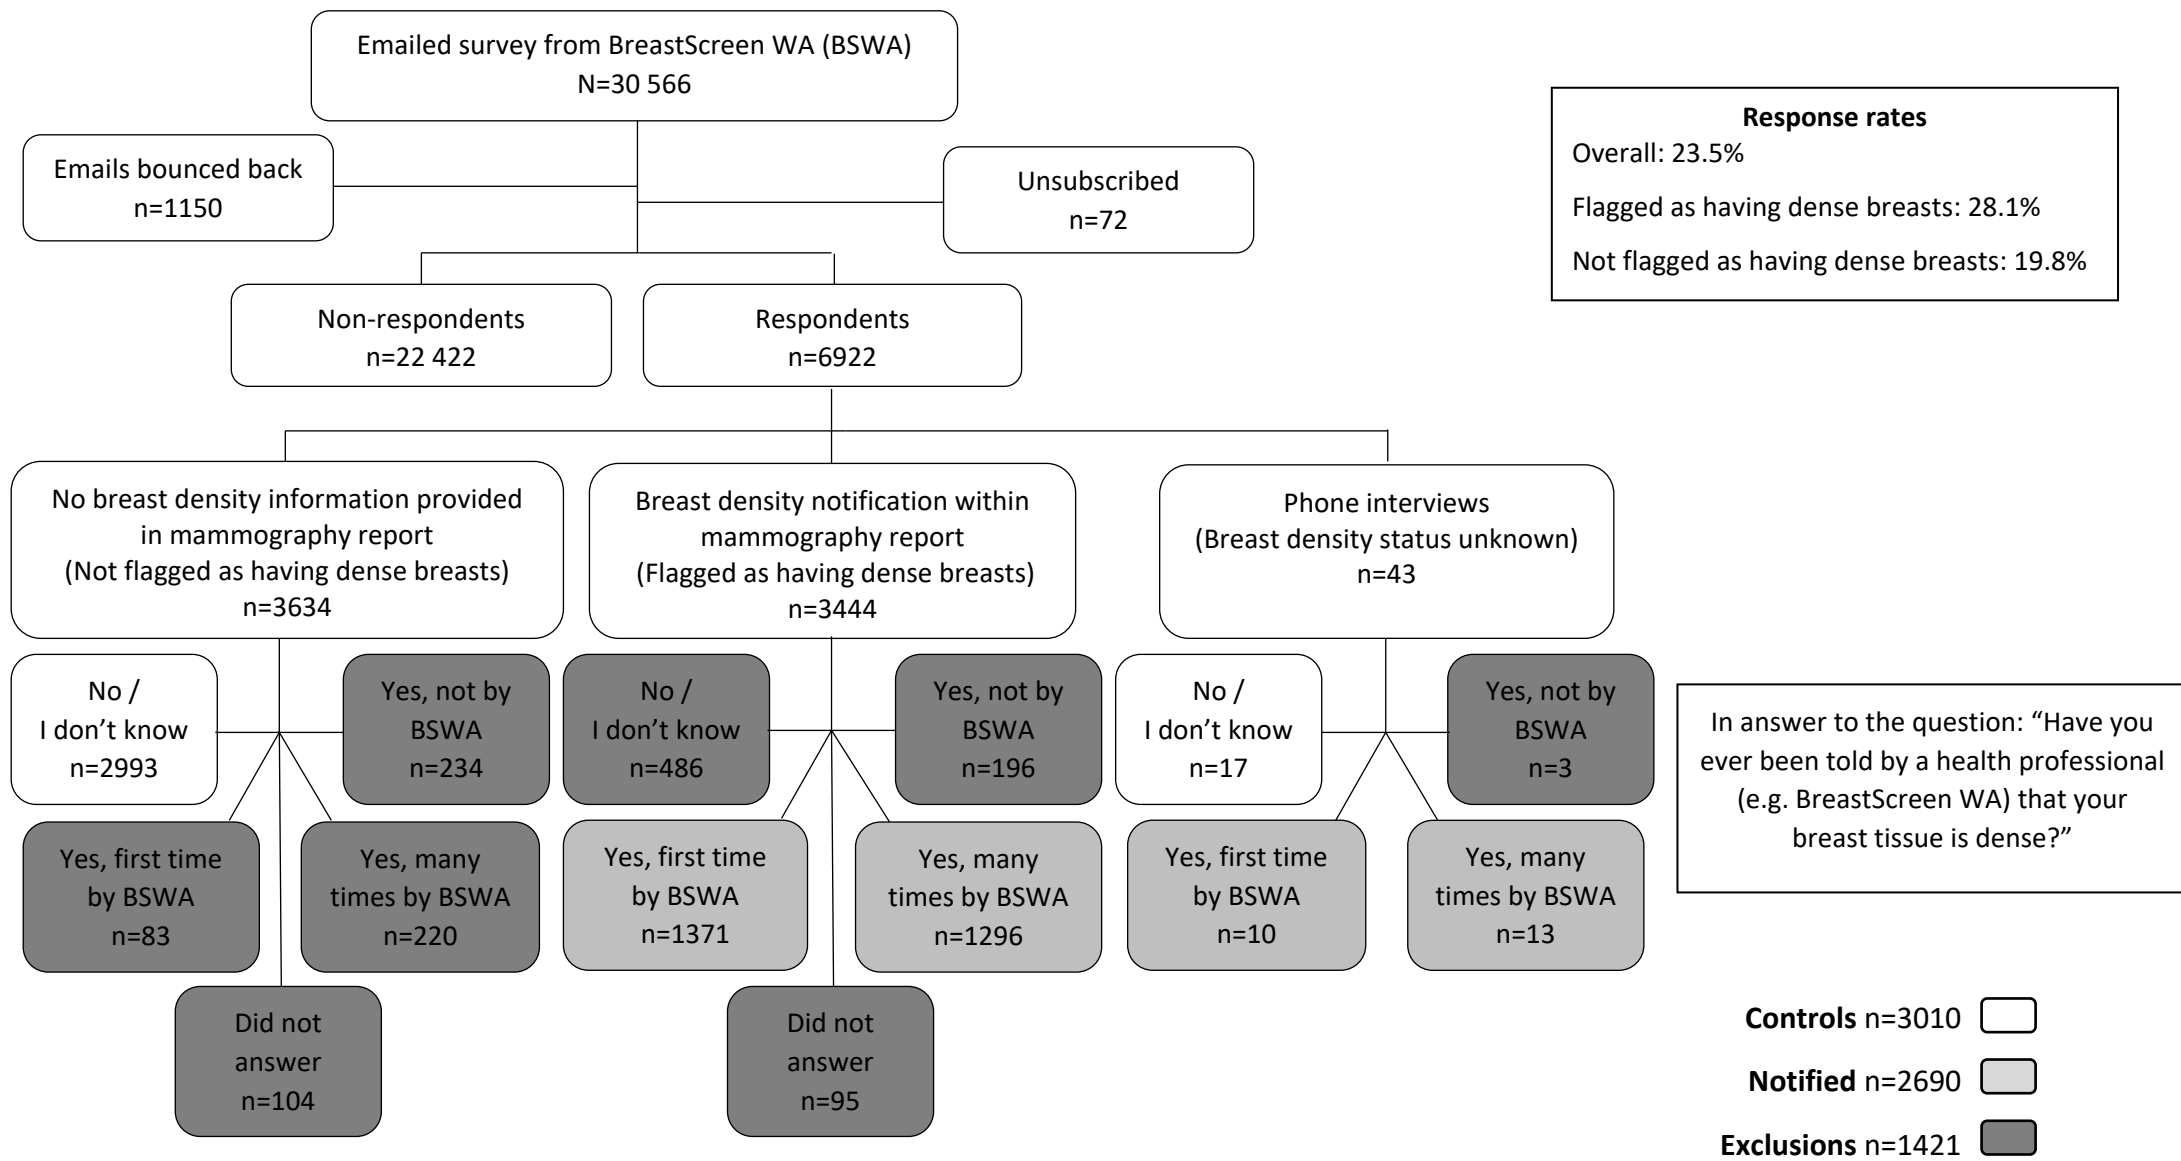 Emailed survey from BreastScreen WA (BSWA)
N=30 566
Emails bounced back
n=1150
Unsubscribed
n=72
Response rates
Overall: 23.5%
Flagged as having dense breasts: 28.1%
Not flagged as having dense breasts: 19.8%
Non-respondents
n=22 422
Respondents
n=6922
No breast density information provided
in mammography report
(Not flagged as having dense breasts)
n=3634
Breast density notification within
mammography report
(Flagged as having dense breasts)
n=3444
Phone interviews
(Breast density status unknown)
n=43
No /
I don’t know
n=2993
Yes, not by
BSWA
n=234
No /
I don’t know
n=486
Yes, not by
BSWA
n=196
No /
I don’t know
n=17
Yes, not by
BSWA
n=3
In answer to the question: “Have you
ever been told by a health professional
(e.g. BreastScreen WA) that your
breast tissue is dense?”
Yes, first time
by BSWA
n=83
Yes, many
times by BSWA
n=220
Yes, first time
by BSWA
n=1371
Yes, many
times by BSWA
n=1296
Yes, first time
by BSWA
n=10
Yes, many
times by BSWA
n=13
Did not
answer
n=104
Did not
answer
n=95
Controls n=3010
Notified n=2690
Exclusions n=1421